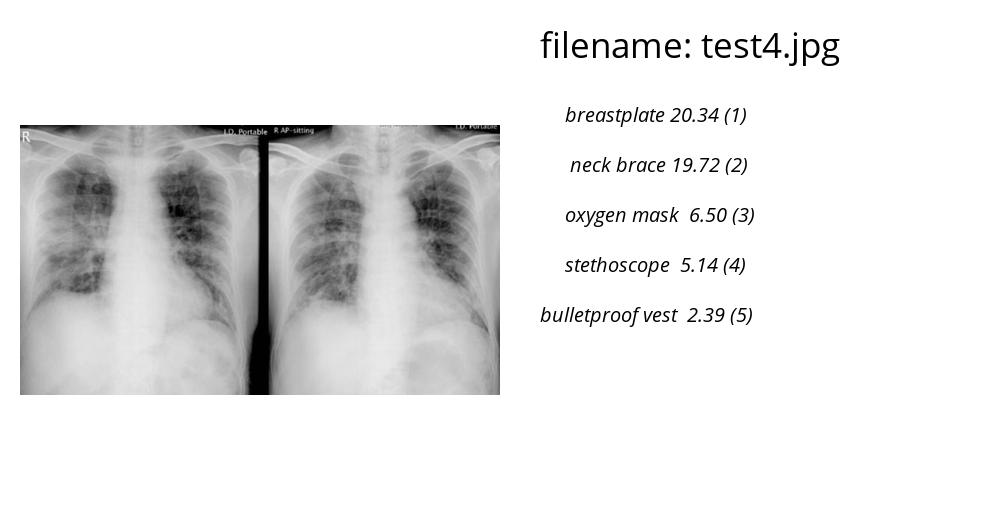 filename: test4.jpg
breastplate 20.34 (1)
neck brace 19.72 (2)
oxygen mask 6.50 (3)
stethoscope 5.14 (4)
bulletproof vest 2.39 (5)
R
I.D. Portable
R AP-sitting
I.D. Portable